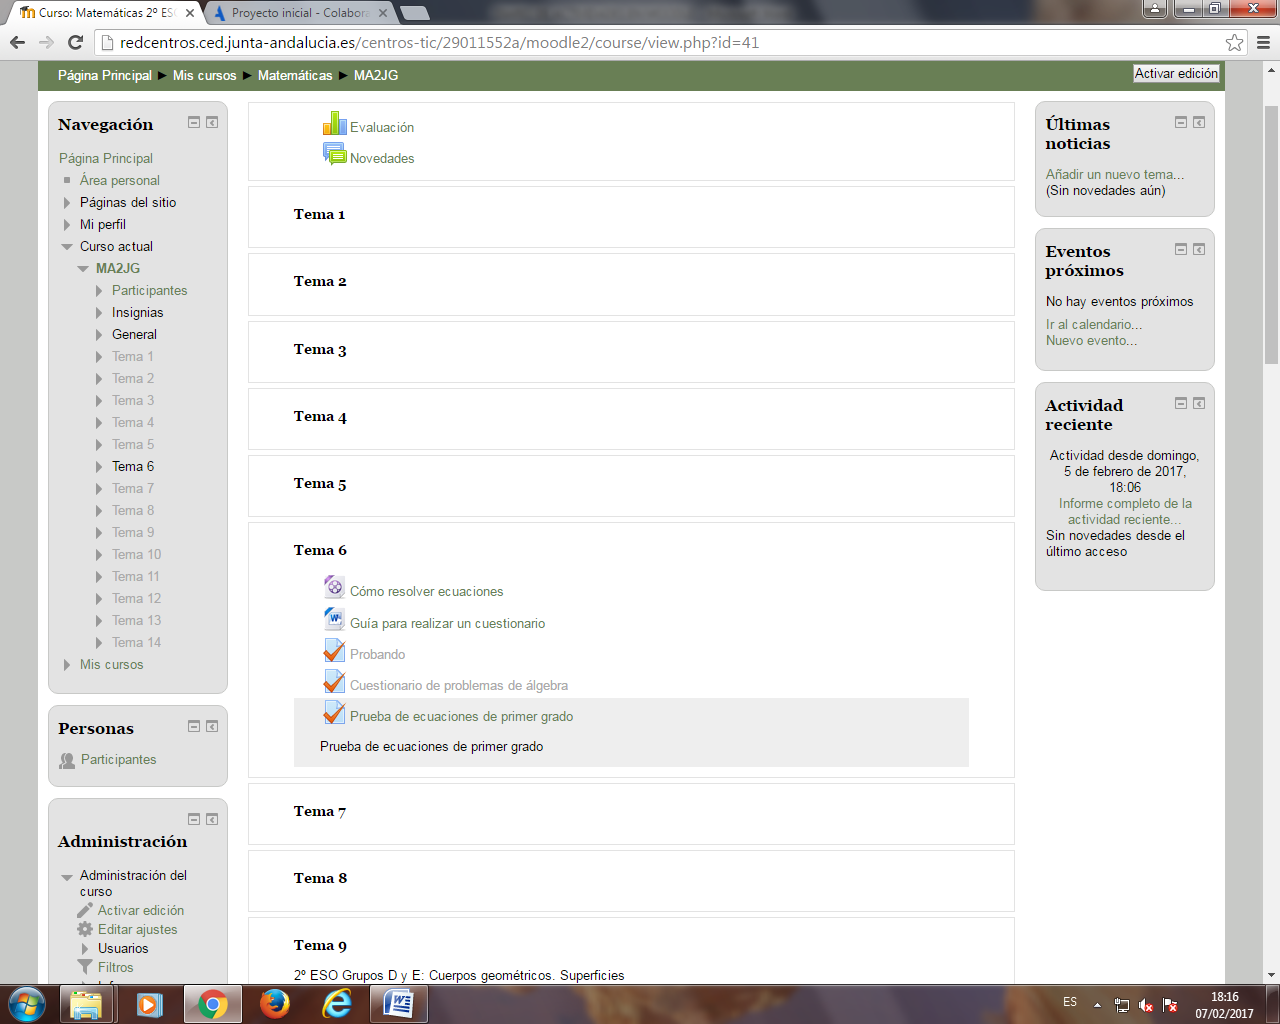 Curso: Matemáticas 2º ESO
Proyecto inicial - Colabora
redcentros.ced.junta-andalucia.es/centros-tic/29011552a/moodle2/course/view.php?id=41
Página Principal ► Mis cursos ► Matemáticas ► MA2JG
Activar edición
Navegación
Página Principal
Área personal
Páginas del sitio
Mi perfil
Curso actual
MA2JG
Participantes
Insignias
General
Tema 1
Tema 2
Tema 3
Tema 4
Tema 5
Tema 6
Tema 7
Tema 8
Tema 9
Tema 10
Tema 11
Tema 12
Tema 13
Tema 14
Mis cursos
Personas
Participantes
Administración
Administración del
curso
Activar edición
Editar ajustes
Usuarios
Filtros
Evaluación
Novedades
Tema 1
Tema 2
Tema 3
Tema 4
Tema 5
Tema 6
Cómo resolver ecuaciones
Guía para realizar un cuestionario
Probando
Cuestionario de problemas de álgebra
Prueba de ecuaciones de primer grado
Prueba de ecuaciones de primer grado
Tema 7
Tema 8
Tema 9
2º ESO Grupos D y E: Cuerpos geométricos. Superficies
Últimas
noticias
Añadir un nuevo tema...
(Sin novedades aún)
Eventos
próximos
No hay eventos próximos
Ir al calendario...
Nuevo evento...
Actividad
reciente
Actividad desde domingo,
5 de febrero de 2017,
18:06
Informe completo de la
actividad reciente...
Sin novedades desde el
último acceso
ES
18:16
07/02/2017